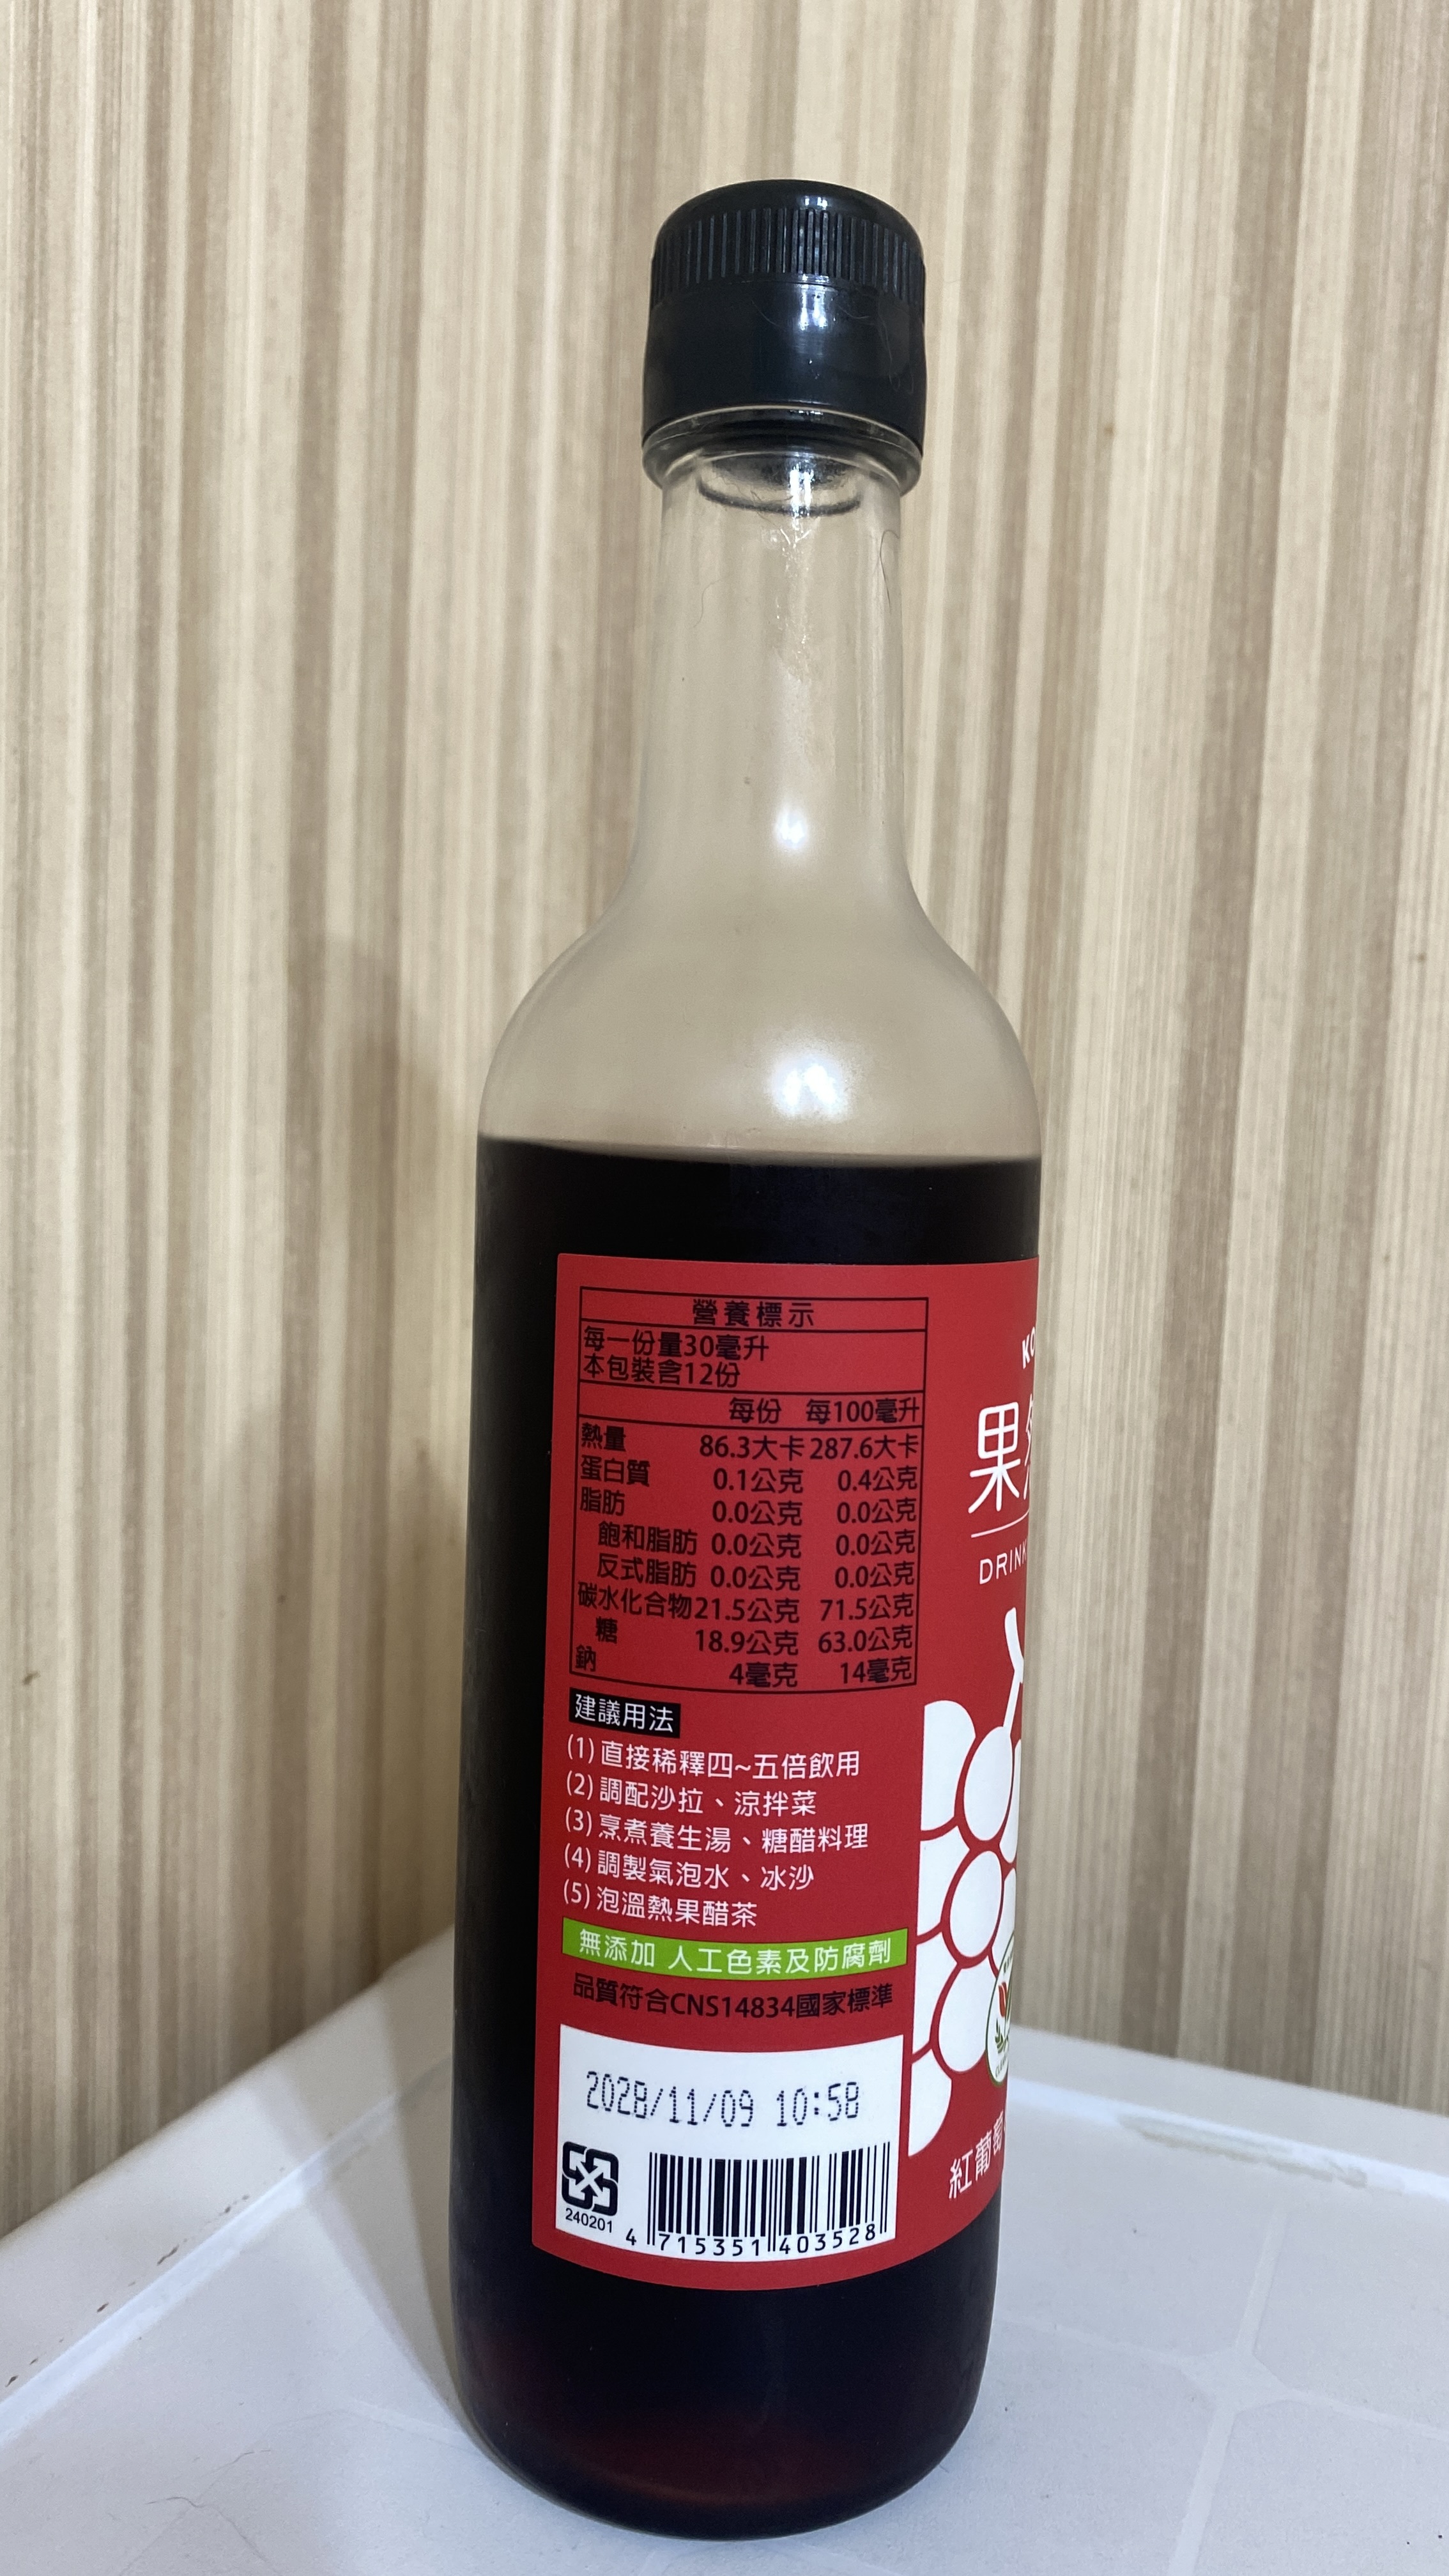 營養標示
每一份量30毫升
本包裝含12份
每份 每100毫升
熱量 86.3大卡 287.6大卡
蛋白質 0.1公克 0.4公克
脂肪 0.0公克 0.0公克
飽和脂肪 0.0公克 0.0公克
反式脂肪 0.0公克 0.0公克
碳水化合物 21.5公克 71.5公克
糖 18.9公克 63.0公克
鈉 4毫克 14毫克
建議用法
(1) 直接稀釋四~五倍飲用
(2) 調配沙拉、涼拌菜
(3) 烹煮養生湯、糖醋料理
(4) 調製氣泡水、冰沙
(5) 泡溫熱果醋茶
無添加 人工色素及防腐劑
品質符合CNS14834國家標準
2028/11/09 10:58
240201
4 715351 403528
KO
果
DRINK
紅葡萄